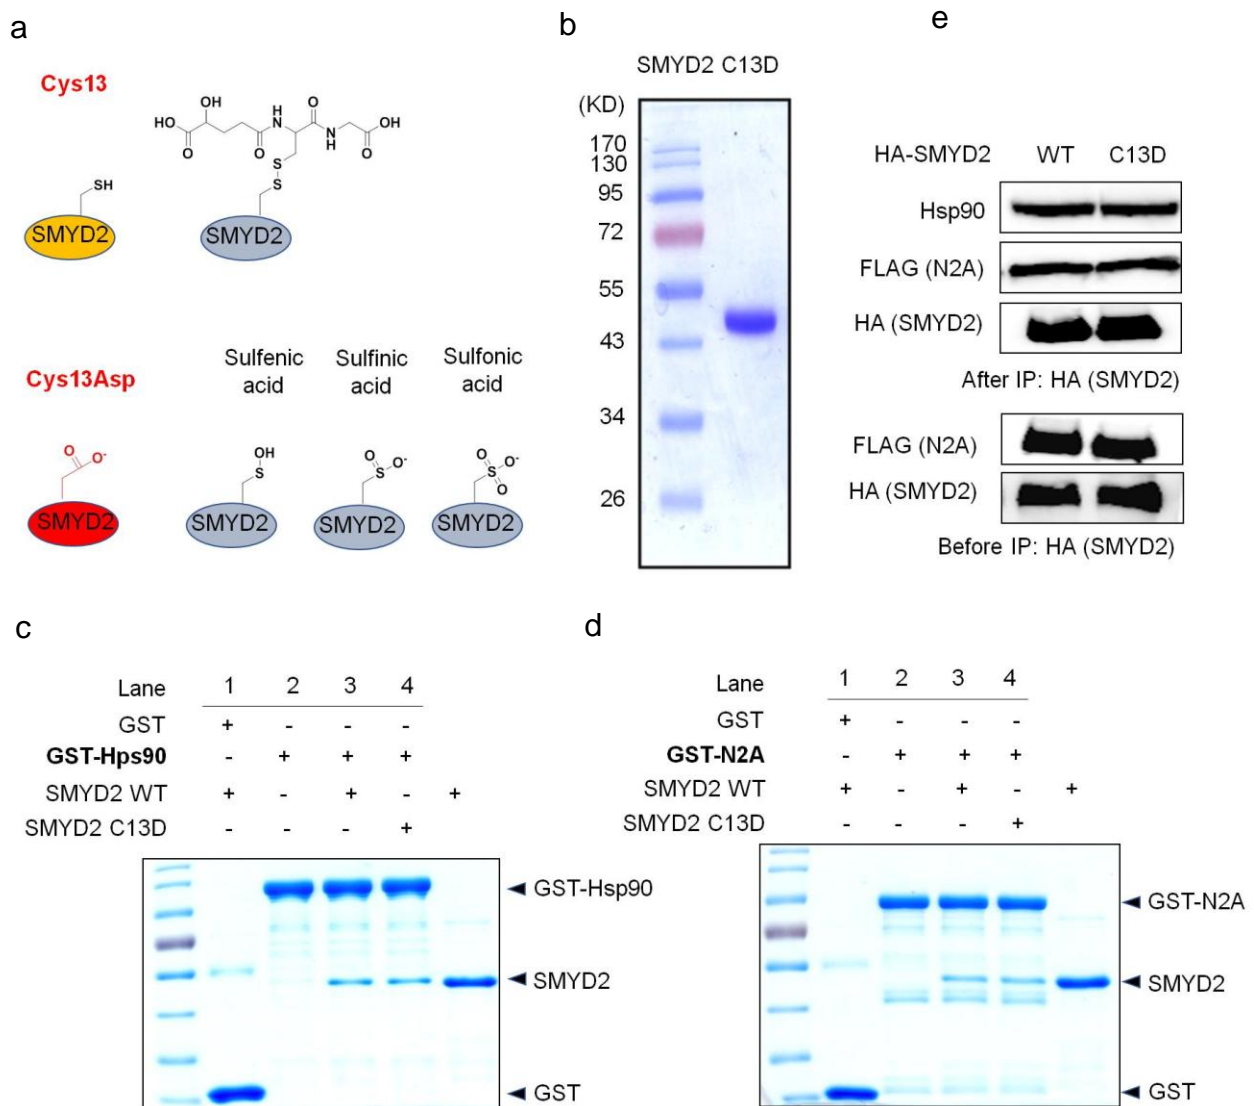 a
Cys13
OH
HO
O
O
H
N
O
N
H
O
OH
O
S
S
SH
SMYD2
SMYD2
Cys13Asp
Sulfenic
acid
Sulfinic
acid
Sulfonic
acid
O
O-
OH
S
O
S
O-
O
S
O-
O
SMYD2
SMYD2
SMYD2
SMYD2
b
SMYD2 C13D
(KD)
170
130
95
72
55
43
34
26
e
HA-SMYD2 WT C13D
Hsp90
FLAG (N2A)
HA (SMYD2)
After IP: HA (SMYD2)
FLAG (N2A)
HA (SMYD2)
Before IP: HA (SMYD2)
c
Lane 1 2 3 4
GST + - - -
GST-Hps90 - + + +
SMYD2 WT + - + - +
SMYD2 C13D - - - +
GST-Hsp90
SMYD2
GST
d
Lane 1 2 3 4
GST + - - -
GST-N2A - + + +
SMYD2 WT + - + - +
SMYD2 C13D - - - +
GST-N2A
SMYD2
GST